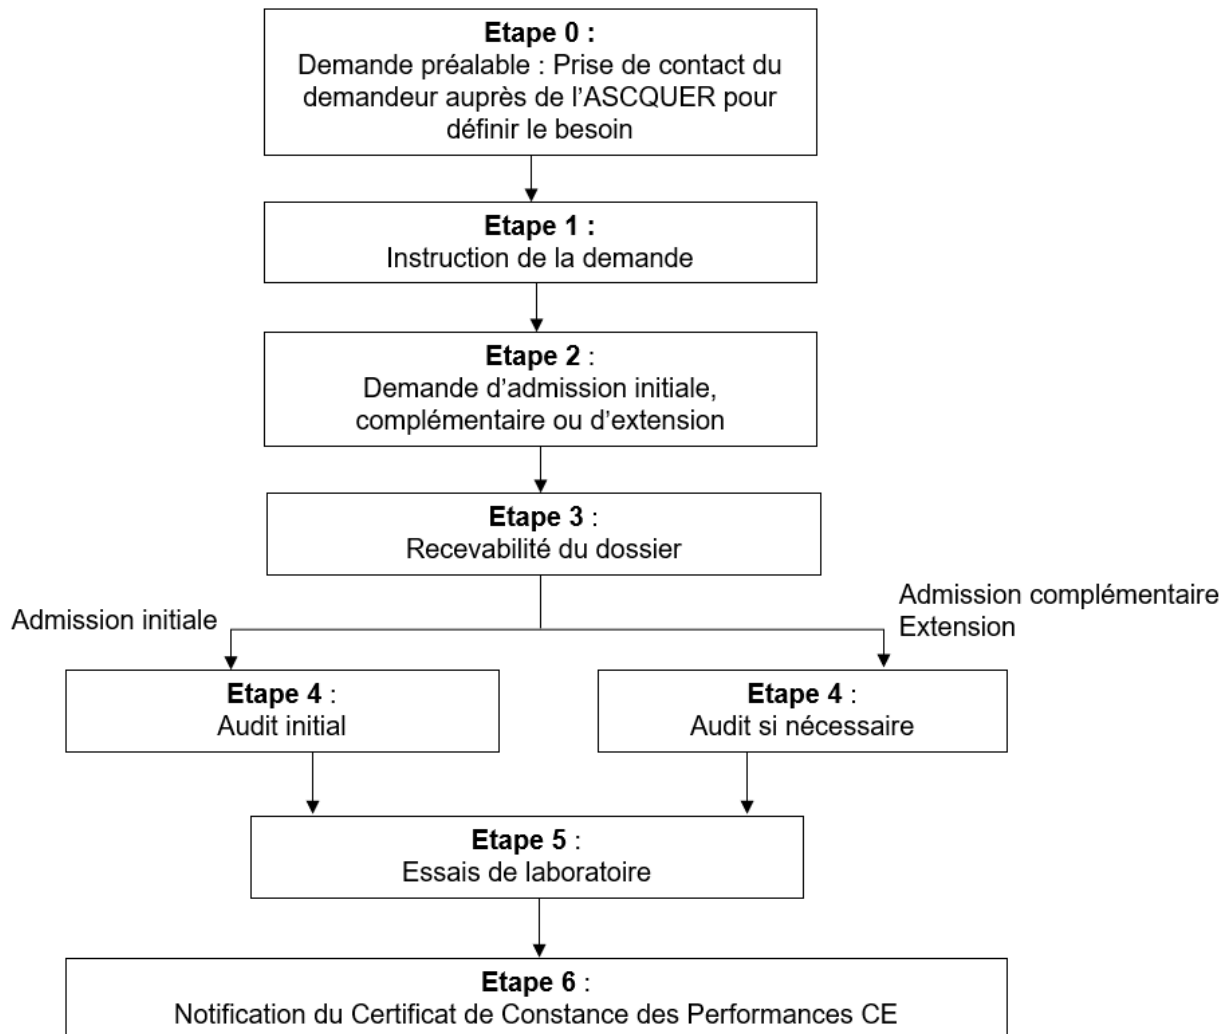 Etape 0 :
Demande préalable : Prise de contact du
demandeur auprès de l'ASCQUER pour
définir le besoin
Etape 1 :
Instruction de la demande
Etape 2 :
Demande d'admission initiale,
complémentaire ou d'extension
Etape 3 :
Recevabilité du dossier
Admission initiale
Admission complémentaire
Extension
Etape 4 :
Audit initial
Etape 4 :
Audit si nécessaire
Etape 5 :
Essais de laboratoire
Etape 6 :
Notification du Certificat de Constance des Performances CE